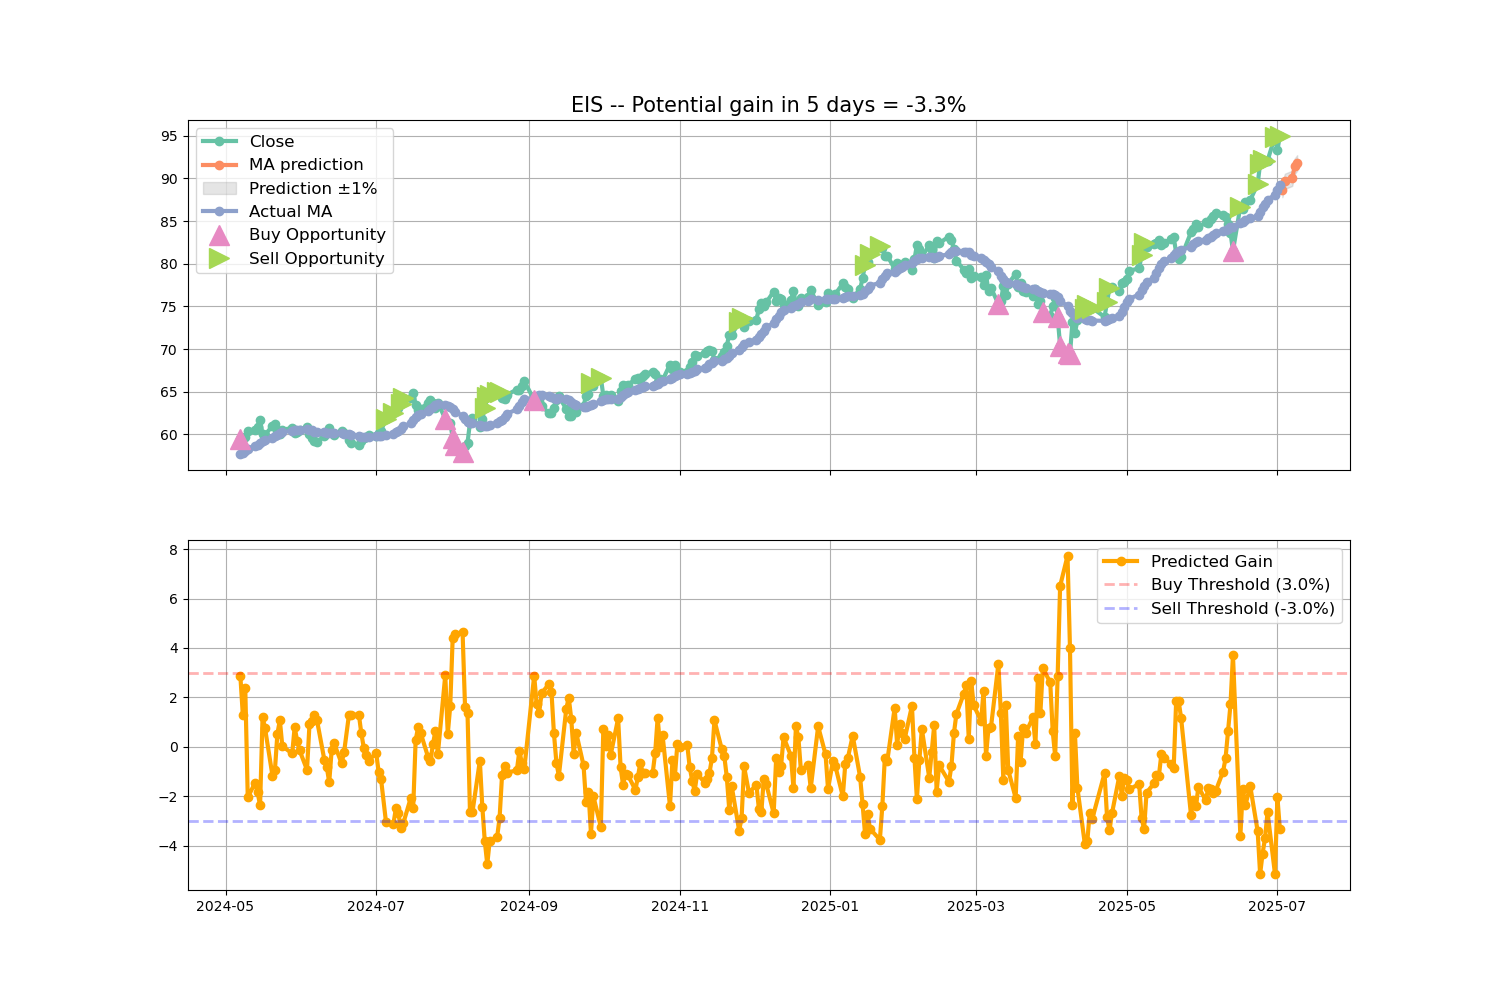 EIS -- Potential gain in 5 days = -3.3%
95
90
85
80
75
70
65
60
Close
MA prediction
Prediction ±1%
Actual MA
Buy Opportunity
Sell Opportunity
8
6
4
2
0
−2
−4
Predicted Gain
Buy Threshold (3.0%)
Sell Threshold (-3.0%)
2024-05 2024-07 2024-09 2024-11 2025-01 2025-03 2025-05 2025-07